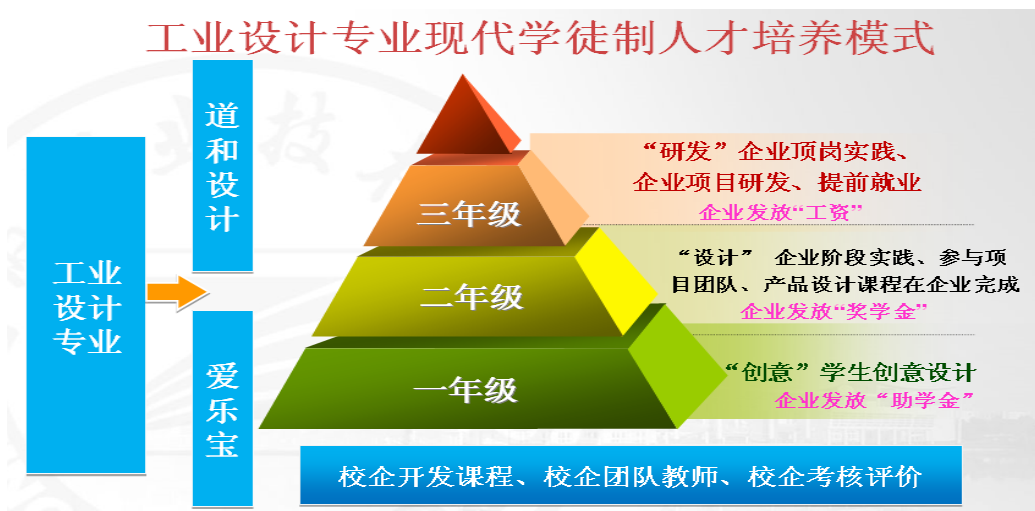 工业设计专业现代学徒制人才培养模式
道和设计
工业
设计
专业
爱乐宝
三年级
二年级
一年级
“研发”企业顶岗实践、
企业项目研发、提前就业
企业发放“工资”
“设计” 企业阶段实践、参与项
目团队、产品设计课程在企业完成
企业发放“奖学金”
“创意”学生创意设计
企业发放“助学金”
校企开发课程、校企团队教师、校企考核评价